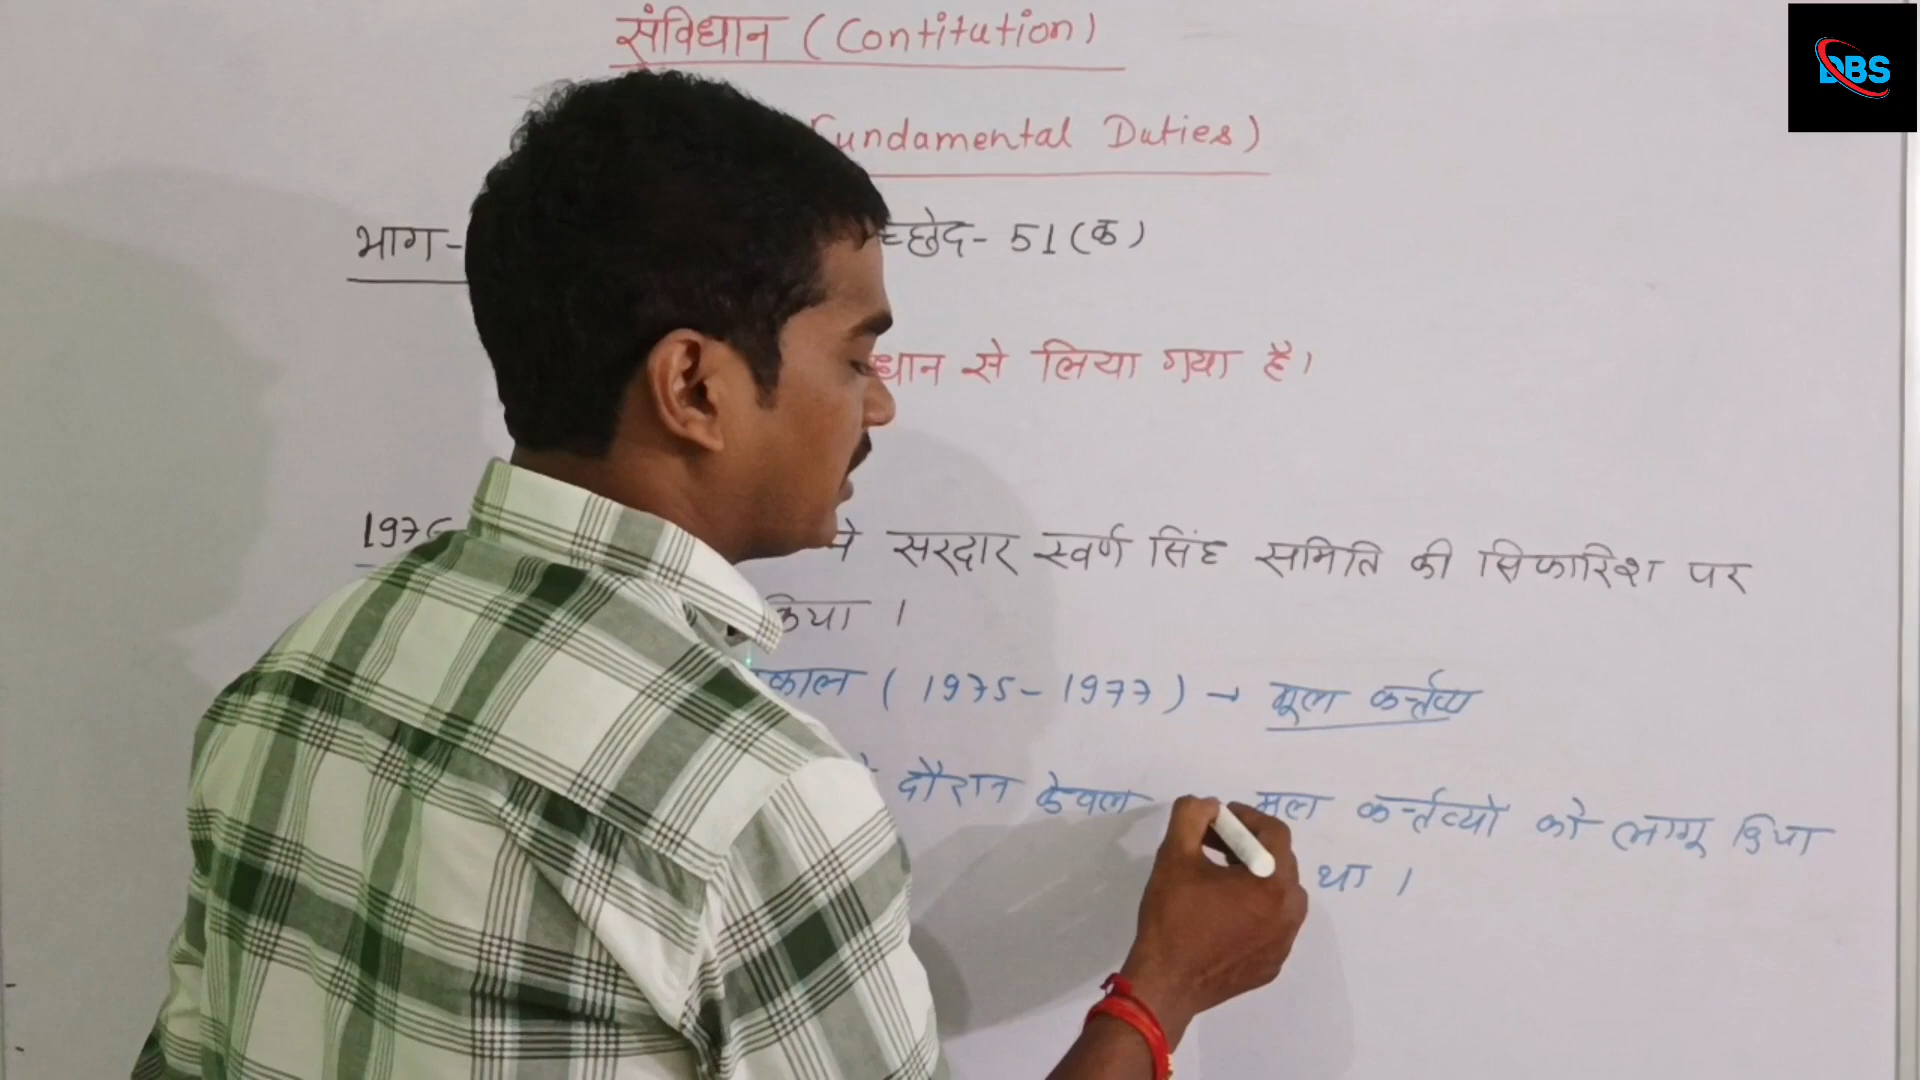 संविधान (Contitution)
Fundamental Duties)
भाग- च्छेद- 51(क)
धान से लिया गया है।
1976 ने सरदार स्वर्ण सिंह समिति की सिफारिश पर
किया ।
काल (1975-1977) → मूल कर्त्तव्य
दौरान केवल मूल कर्त्तव्यो को लागू किया
था ।
DBS